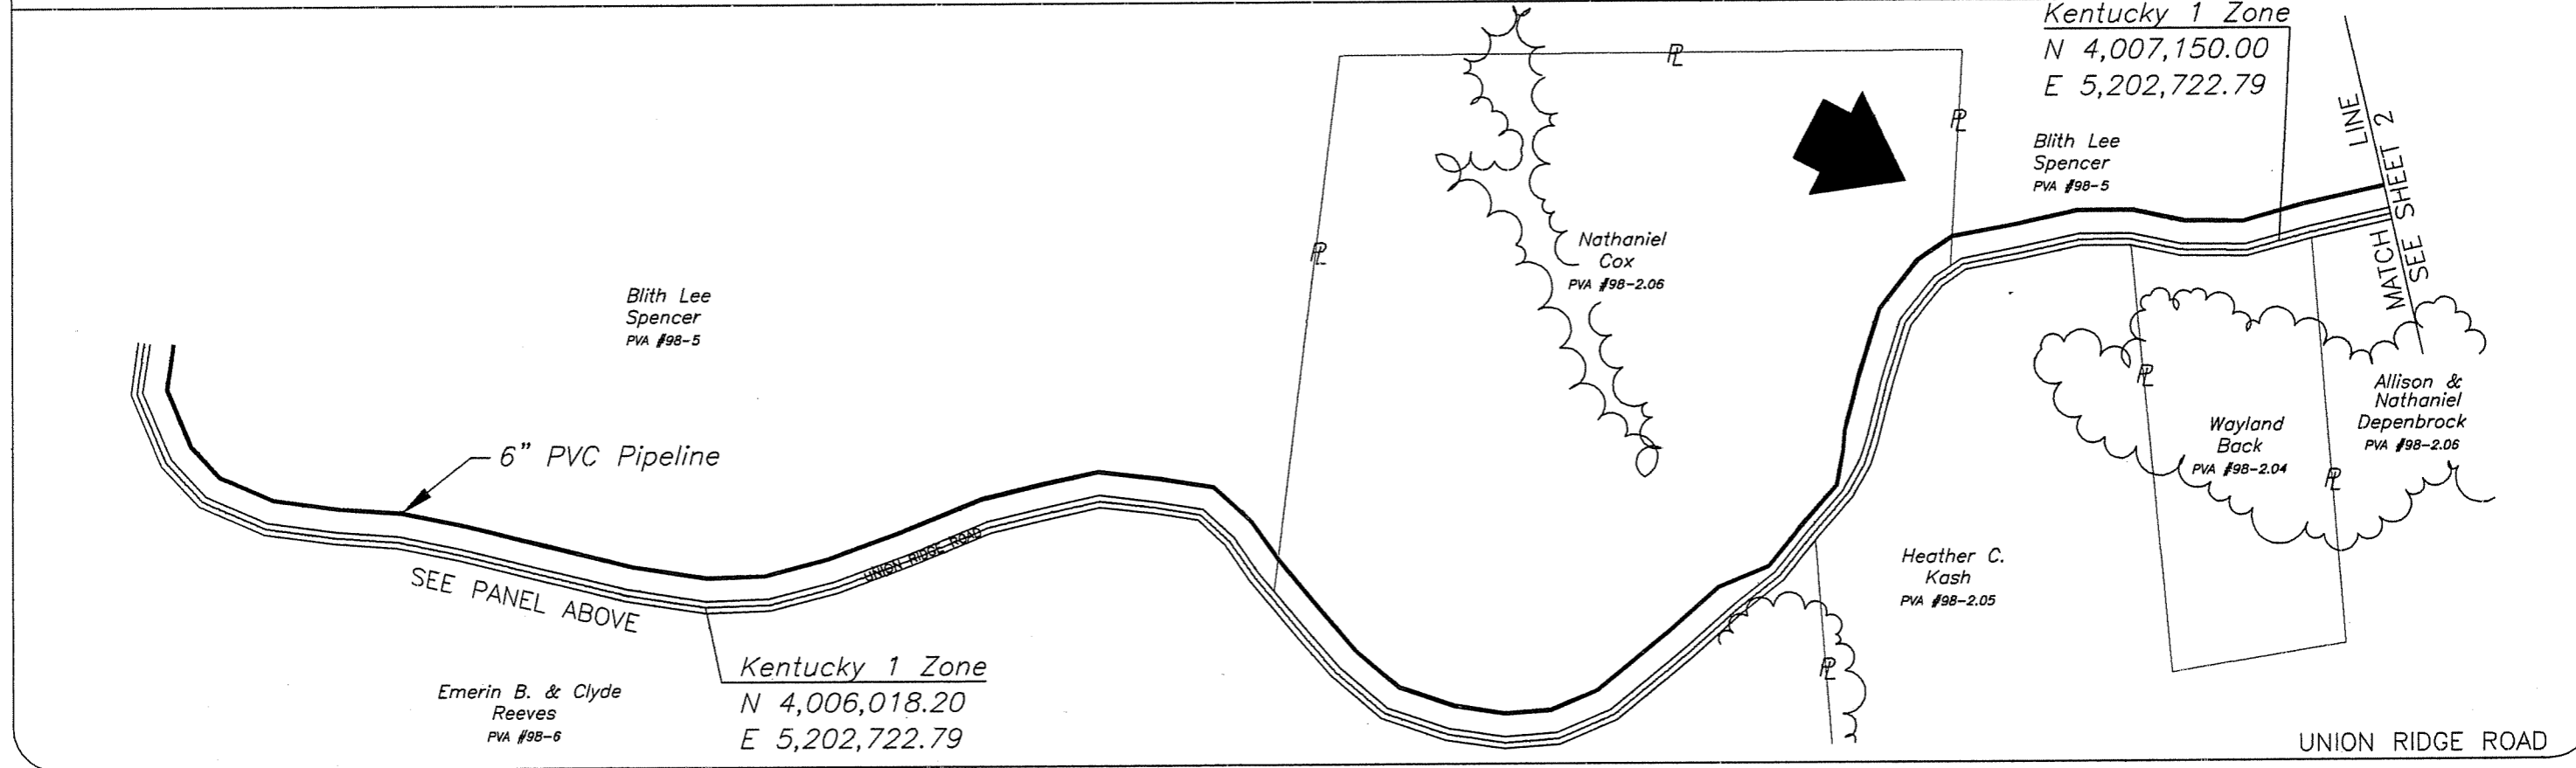 Kentucky 1 Zone
N 4,007,150.00
E 5,202,722.79
Blith Lee
Spencer
PVA #98-5
MATCH LINE
SEE SHEET 2
PL
PL
PL
Nathaniel
Cox
PVA #98-2.06
Blith Lee
Spencer
PVA #98-5
6" PVC Pipeline
UNION RIDGE ROAD
SEE PANEL ABOVE
Emerin B. & Clyde
Reeves
PVA #98-6
Kentucky 1 Zone
N 4,006,018.20
E 5,202,722.79
Heather C.
Kash
PVA #98-2.05
PL
PL
Wayland
Back
PVA #98-2.04
PL
Allison &
Nathaniel
Depenbrock
PVA #98-2.06
UNION RIDGE ROAD